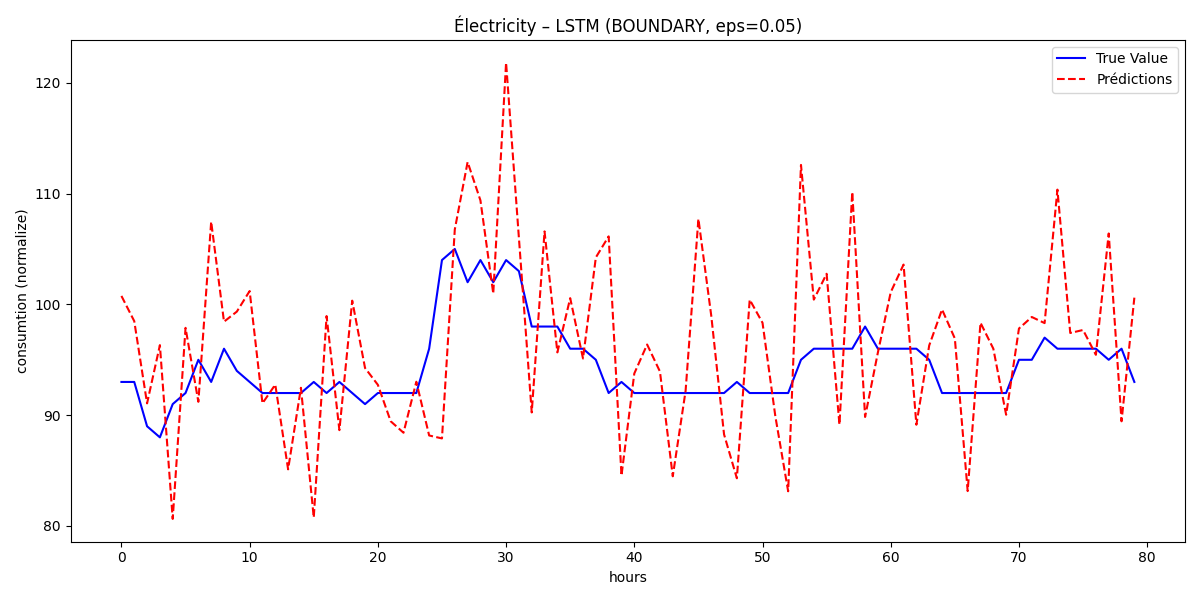 Électricity – LSTM (BOUNDARY, eps=0.05)
True Value
Prédictions
consumtion (normalize)
120
110
100
90
80
0 10 20 30 40 50 60 70 80
hours